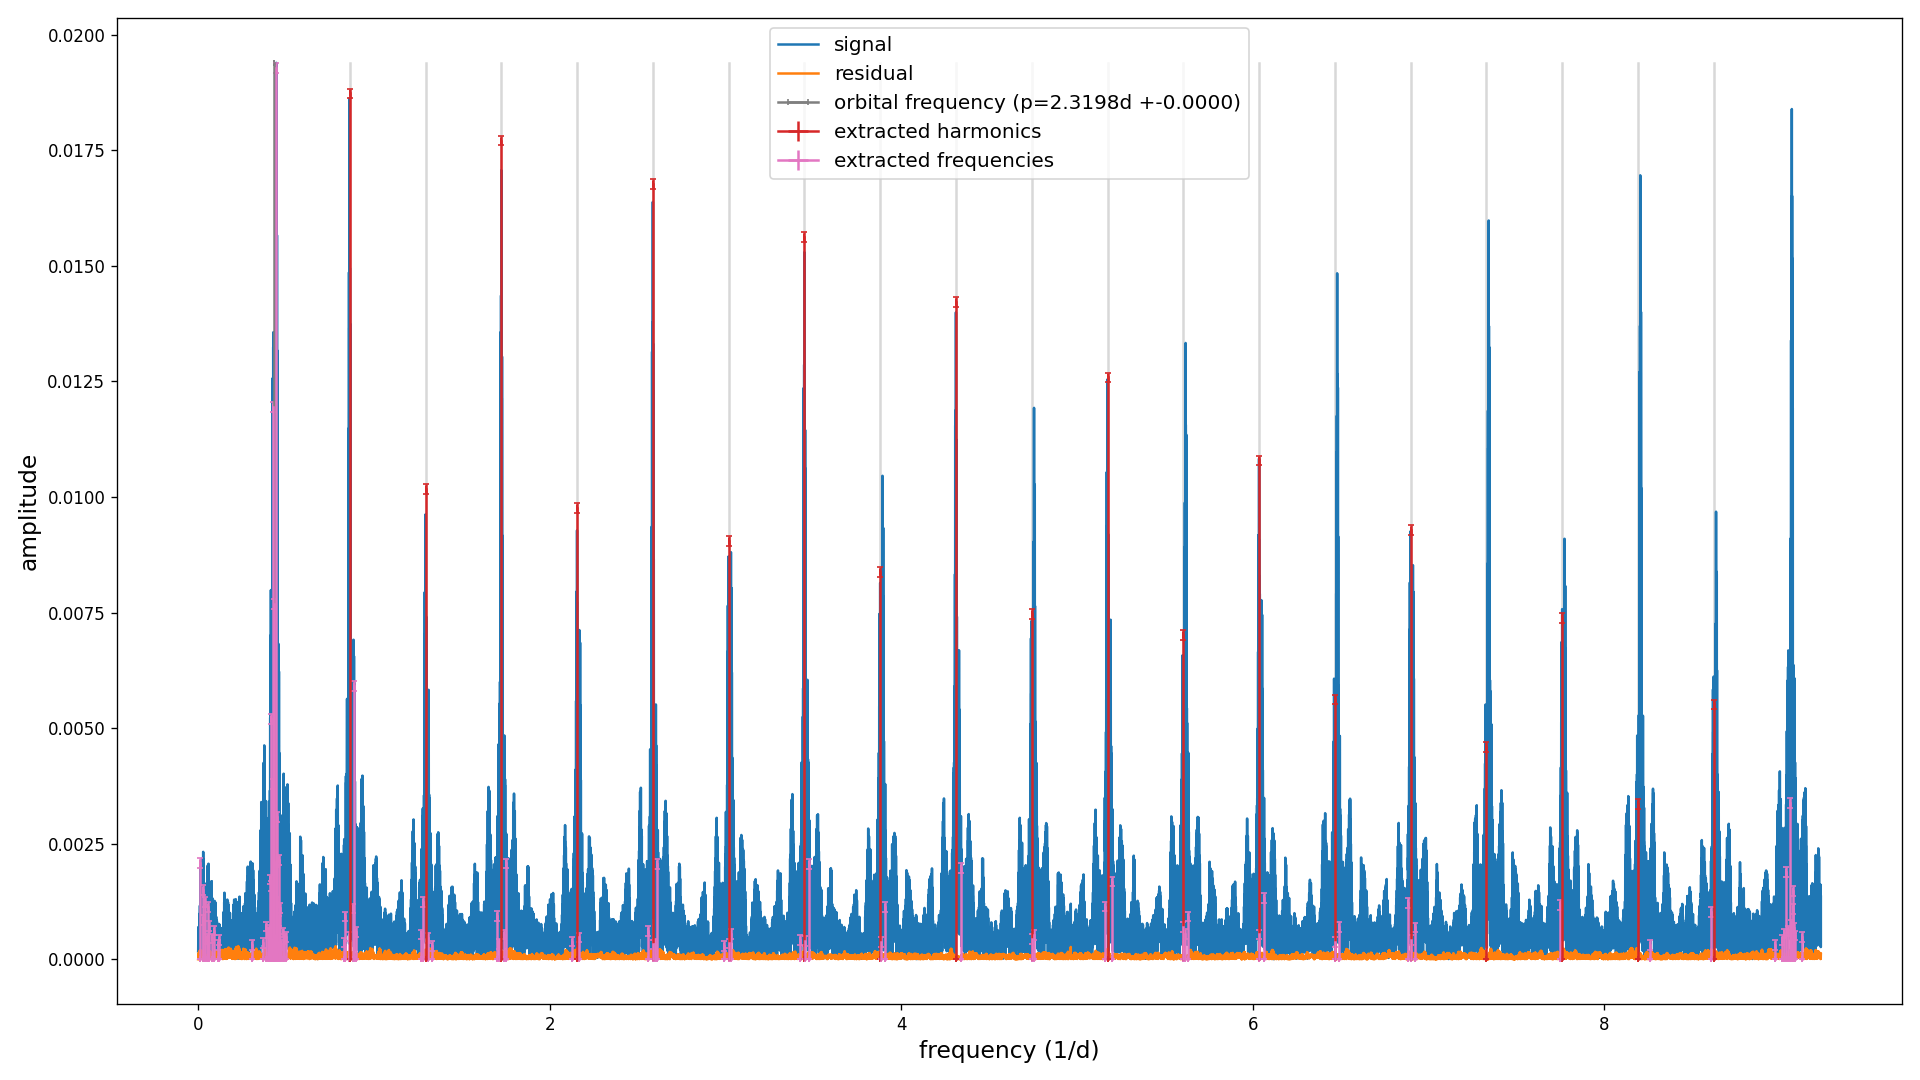 signal
residual
orbital frequency (p=2.3198d +-0.0000)
extracted harmonics
extracted frequencies
0.0200
0.0175
0.0150
0.0125
0.0100
0.0075
0.0050
0.0025
0.0000
amplitude
0 2 4 6 8
frequency (1/d)